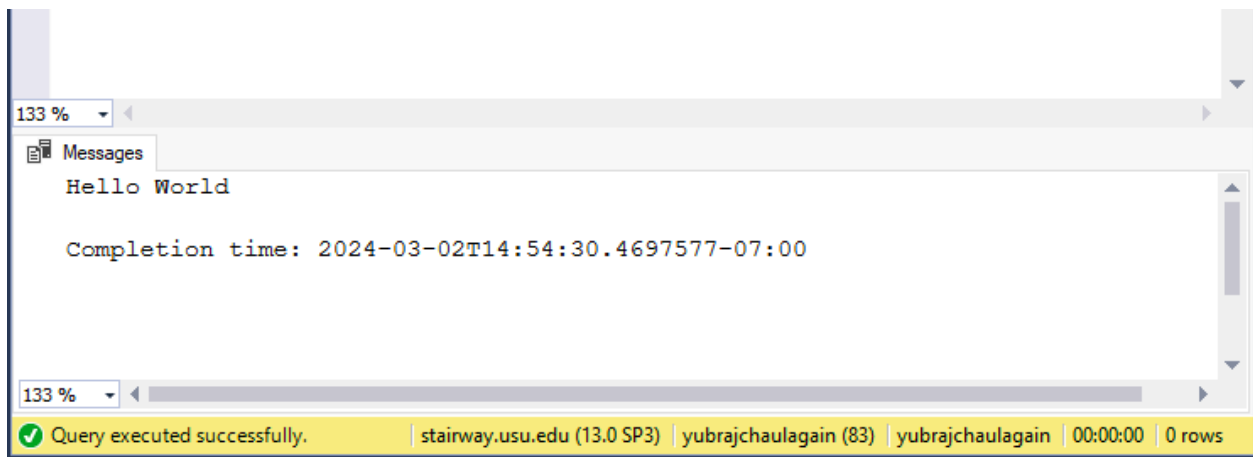 133 %
Messages
Hello World
Completion time: 2024-03-02T14:54:30.4697577-07:00
133 %
Query executed successfully. stairway.usu.edu (13.0 SP3) yubrajchaulagain (83) yubrajchaulagain 00:00:00 0 rows